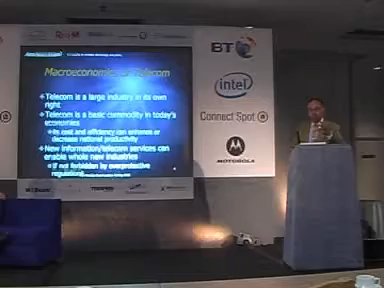 Macroeconomics of Telecom
Telecom is a large industry in its own
right
Telecom is a basic commodity in today's
economies
Its cost and efficiency can enhance or
decrease national productivity
New information/telecom services can
enable whole new industries
If not forbidden by overprotective
regulations
BT
intel
Connect Spot @
MOTOROLA